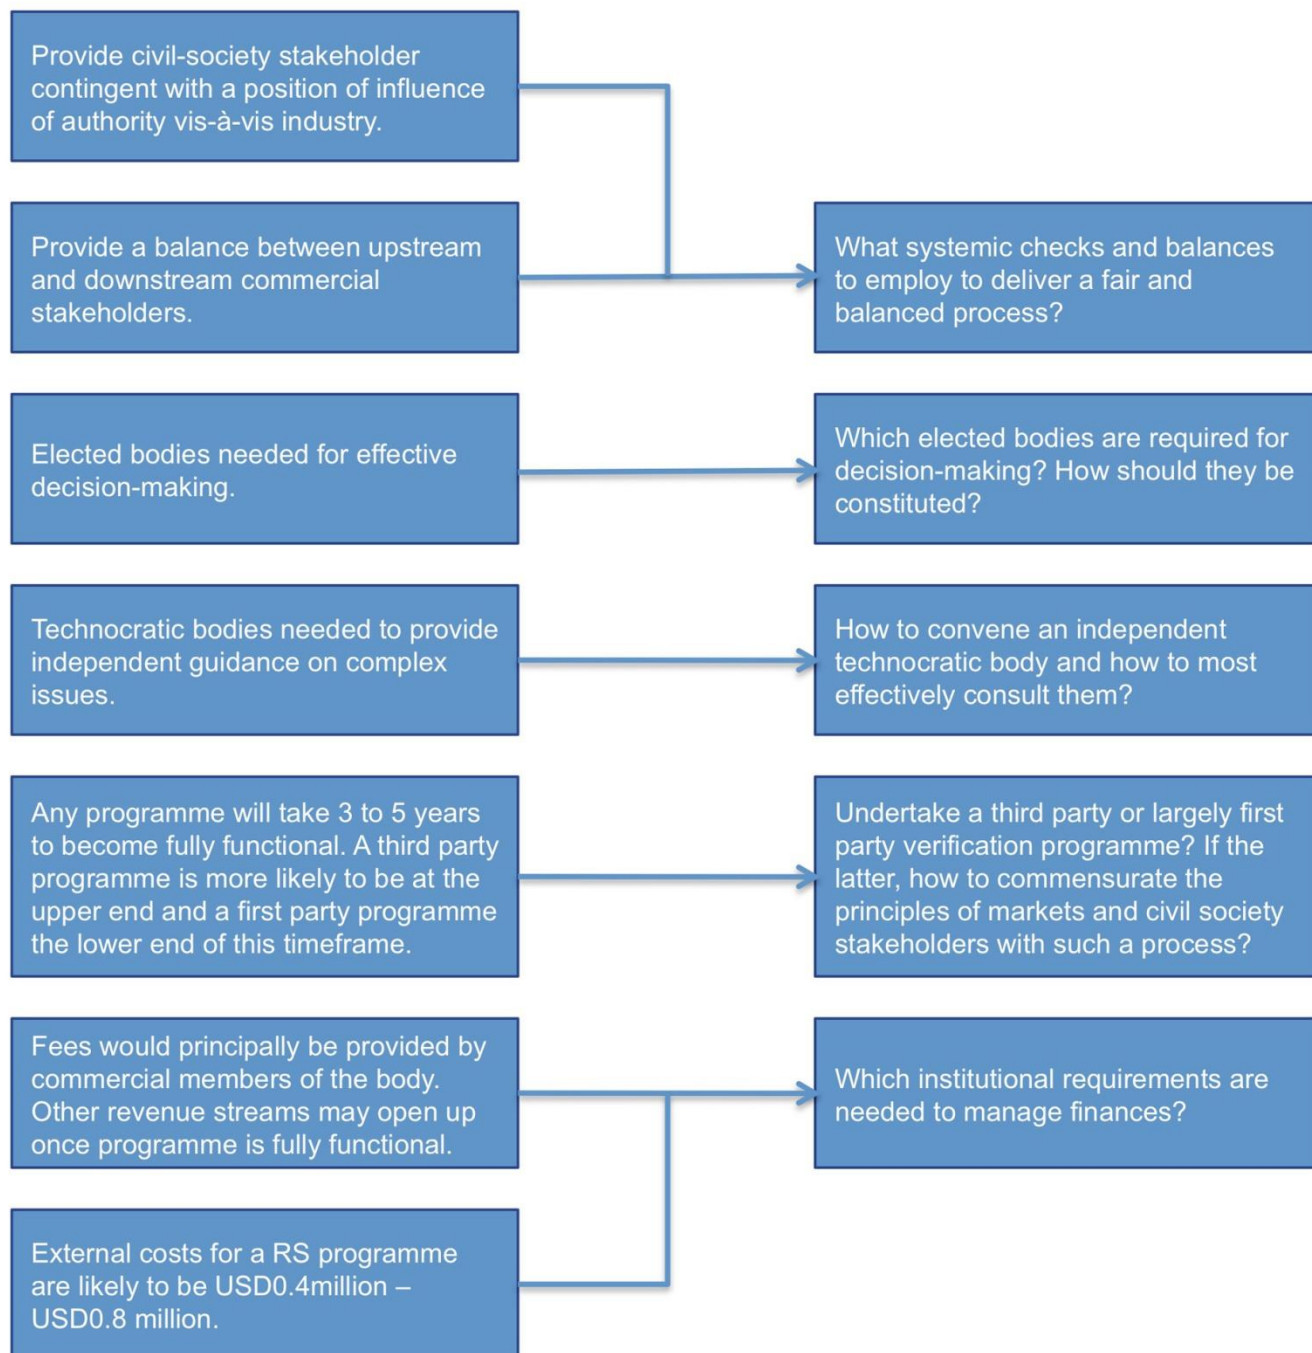 Provide civil-society stakeholder
contingent with a position of influence
of authority vis-à-vis industry.
Provide a balance between upstream
and downstream commercial
stakeholders.
What systemic checks and balances
to employ to deliver a fair and
balanced process?
Elected bodies needed for effective
decision-making.
Which elected bodies are required for
decision-making? How should they be
constituted?
Technocratic bodies needed to provide
independent guidance on complex
issues.
How to convene an independent
technocratic body and how to most
effectively consult them?
Any programme will take 3 to 5 years
to become fully functional. A third party
programme is more likely to be at the
upper end and a first party programme
the lower end of this timeframe.
Undertake a third party or largely first
party verification programme? If the
latter, how to commensurate the
principles of markets and civil society
stakeholders with such a process?
Fees would principally be provided by
commercial members of the body.
Other revenue streams may open up
once programme is fully functional.
Which institutional requirements are
needed to manage finances?
External costs for a RS programme
are likely to be USD0.4million –
USD0.8 million.